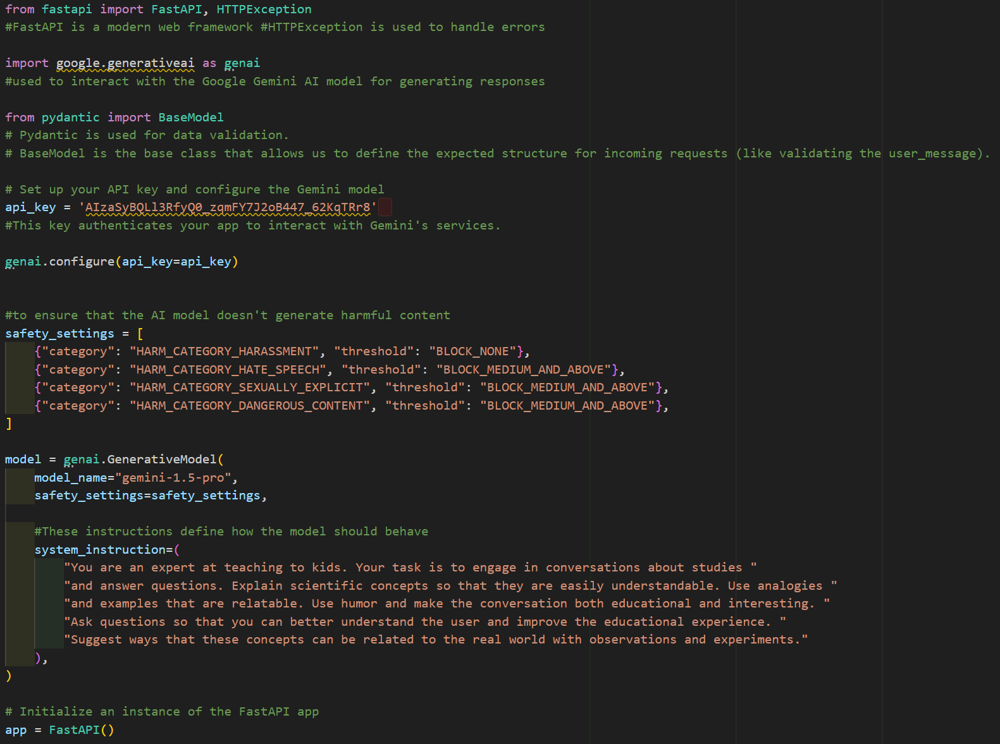 from fastapi import FastAPI, HTTPException
#FastAPI is a modern web framework #HTTPException is used to handle errors
import google.generativeai as genai
#used to interact with the Google Gemini AI model for generating responses
from pydantic import BaseModel
# Pydantic is used for data validation.
# BaseModel is the base class that allows us to define the expected structure for incoming requests (like validating the user_message).
# Set up your API key and configure the Gemini model
api_key = 'AIzaSyBQLl3RfyQ0_zqmFY7J2oB447_62KqTRr8'
#This key authenticates your app to interact with Gemini's services.
genai.configure(api_key=api_key)
#to ensure that the AI model doesn't generate harmful content
safety_settings = [
    {"category": "HARM_CATEGORY_HARASSMENT", "threshold": "BLOCK_NONE"},
    {"category": "HARM_CATEGORY_HATE_SPEECH", "threshold": "BLOCK_MEDIUM_AND_ABOVE"},
    {"category": "HARM_CATEGORY_SEXUALLY_EXPLICIT", "threshold": "BLOCK_MEDIUM_AND_ABOVE"},
    {"category": "HARM_CATEGORY_DANGEROUS_CONTENT", "threshold": "BLOCK_MEDIUM_AND_ABOVE"},
]
model = genai.GenerativeModel(
    model_name="gemini-1.5-pro",
    safety_settings=safety_settings,
    #These instructions define how the model should behave
    system_instruction=(
        "You are an expert at teaching to kids. Your task is to engage in conversations about studies "
        "and answer questions. Explain scientific concepts so that they are easily understandable. Use analogies "
        "and examples that are relatable. Use humor and make the conversation both educational and interesting. "
        "Ask questions so that you can better understand the user and improve the educational experience. "
        "Suggest ways that these concepts can be related to the real world with observations and experiments."
    ),
)
# Initialize an instance of the FastAPI app
app = FastAPI()